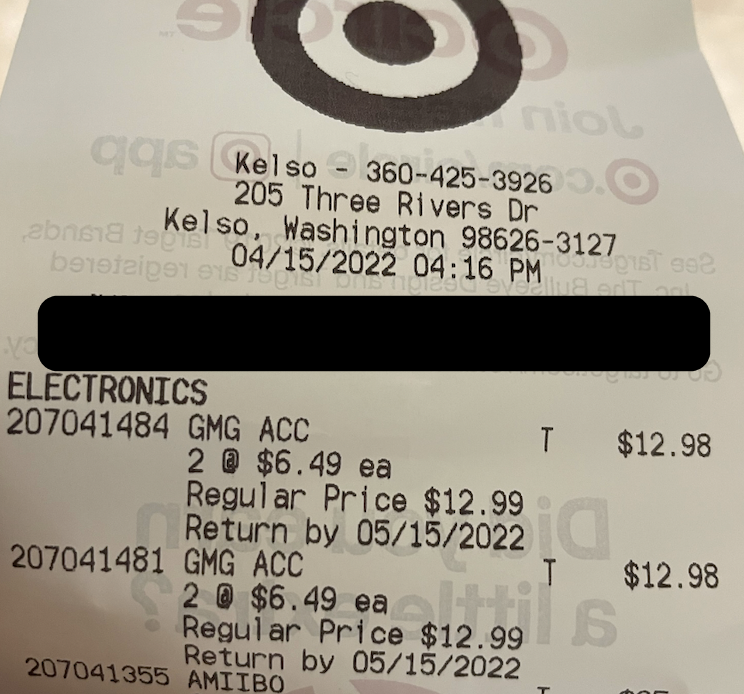 Kelso - 360-425-3926
205 Three Rivers Dr
Kelso, Washington 98626-3127
04/15/2022 04:16 PM
ELECTRONICS
207041484 GMG ACC T $12.98
2 @ $6.49 ea
Regular Price $12.99
Return by 05/15/2022
207041481 GMG ACC T $12.98
2 @ $6.49 ea
Regular Price $12.99
Return by 05/15/2022
207041355 AMIIBO